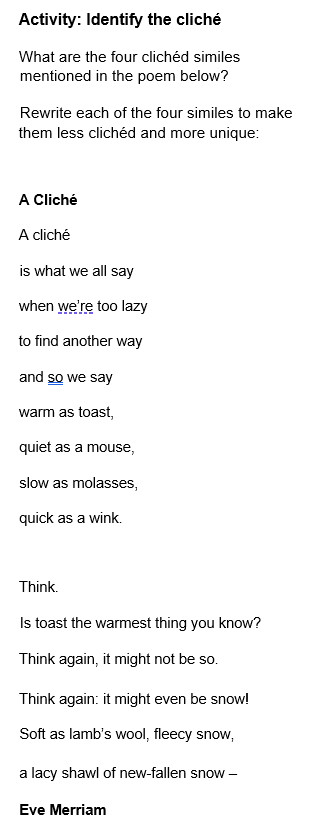 Activity: Identify the cliché
What are the four clichéd similes
mentioned in the poem below?
Rewrite each of the four similes to make
them less clichéd and more unique:
A Cliché
A cliché
is what we all say
when we're too lazy
to find another way
and so we say
warm as toast,
quiet as a mouse,
slow as molasses,
quick as a wink.
Think.
Is toast the warmest thing you know?
Think again, it might not be so.
Think again: it might even be snow!
Soft as lamb's wool, fleecy snow,
a lacy shawl of new-fallen snow –
Eve Merriam